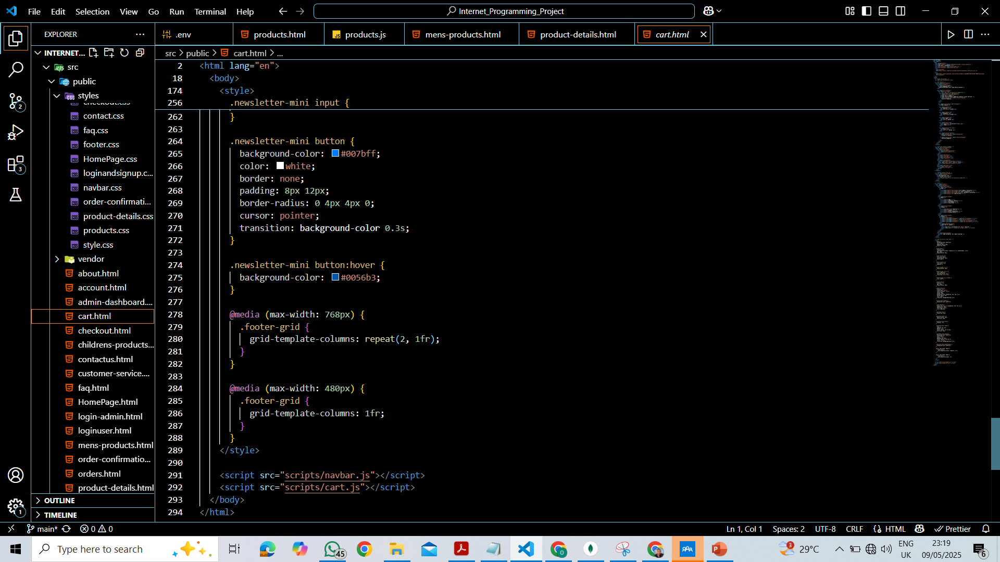 File Edit Selection View Go Run Terminal Help
Internet_Programming_Project
EXPLORER
.env
products.html
products.js
mens-products.html
product-details.html
cart.html
INTERNET...
src > public > cart.html > ...
src
public
styles
checkout.css
contact.css
faq.css
footer.css
HomePage.css
loginandsignup.c...
navbar.css
order-confirmati...
product-details.css
products.css
style.css
vendor
about.html
account.html
admin-dashboard....
cart.html
checkout.html
childrens-products...
contactus.html
customer-service....
faq.html
HomePage.html
login-admin.html
loginuser.html
mens-products.html
order-confirmatio...
orders.html
product-details.html
OUTLINE
TIMELINE
2
3
1
2 <html lang="en">
18 <body>
174 <style>
256 .newsletter-mini input {
262 }
263
264 .newsletter-mini button {
265 background-color: #007bff;
266 color: white;
267 border: none;
268 padding: 8px 12px;
269 border-radius: 0 4px 4px 0;
270 cursor: pointer;
271 transition: background-color 0.3s;
272 }
273
274 .newsletter-mini button:hover {
275 background-color: #0056b3;
276 }
277
278 @media (max-width: 768px) {
279 .footer-grid {
280 grid-template-columns: repeat(2, 1fr);
281 }
282 }
283
284 @media (max-width: 480px) {
285 .footer-grid {
286 grid-template-columns: 1fr;
287 }
288 }
289 </style>
290
291 <script src="scripts/navbar.js"></script>
292 <script src="scripts/cart.js"></script>
293 </body>
294 </html>
main* 0 0
Ln 1, Col 1 Spaces: 2 UTF-8 CRLF HTML Prettier
Type here to search
45
3
29°C
ENG
UK
23:19
09/05/2025
6